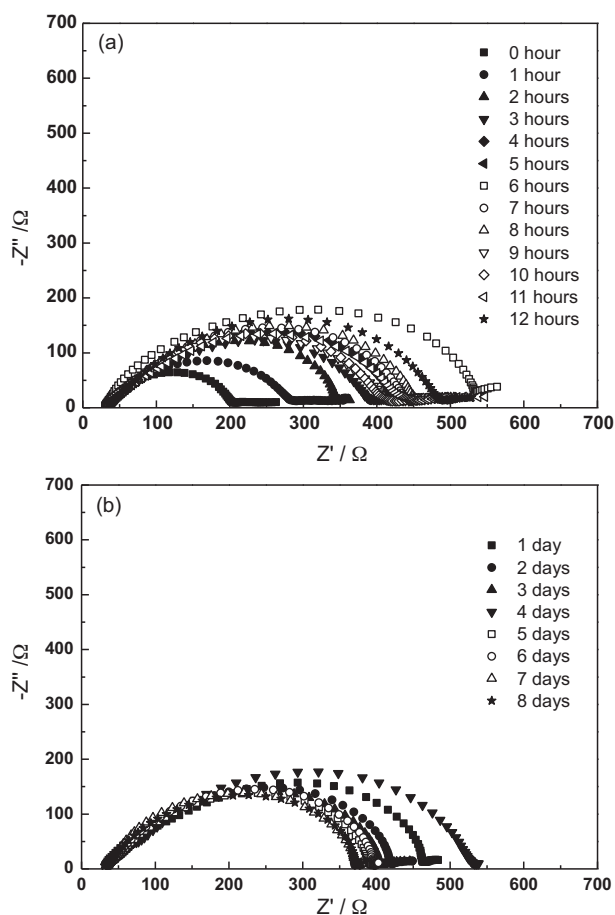 (a)
700
600
500
400
300
200
100
0
-Z" /Ω
0 100 200 300 400 500 600 700
Z' / Ω
0 hour
1 hour
2 hours
3 hours
4 hours
5 hours
6 hours
7 hours
8 hours
9 hours
10 hours
11 hours
12 hours
(b)
700
600
500
400
300
200
100
0
-Z" /Ω
0 100 200 300 400 500 600 700
Z' / Ω
1 day
2 days
3 days
4 days
5 days
6 days
7 days
8 days